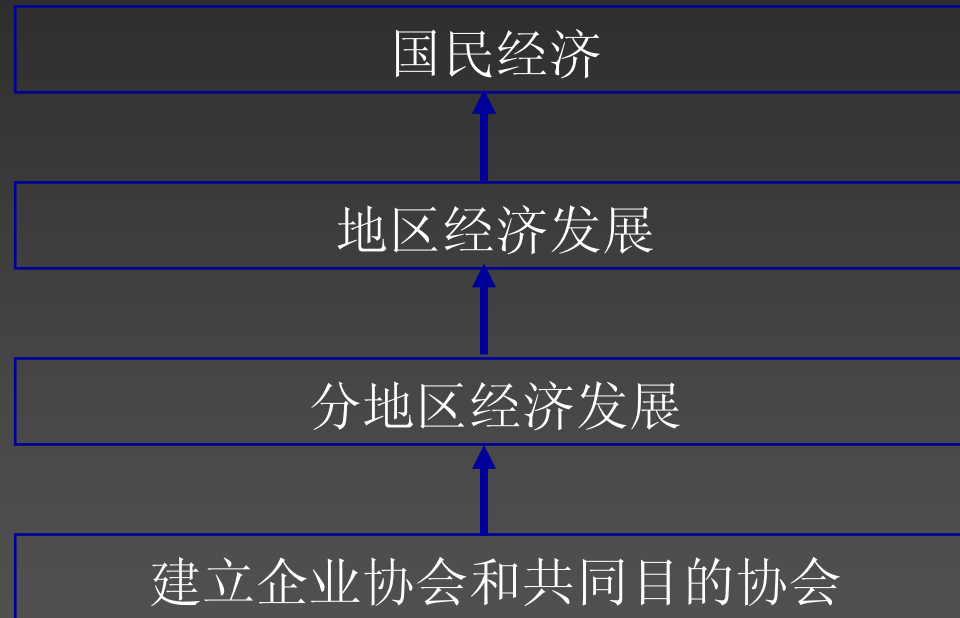 国民经济
地区经济发展
分地区经济发展
建立企业协会和共同目的协会